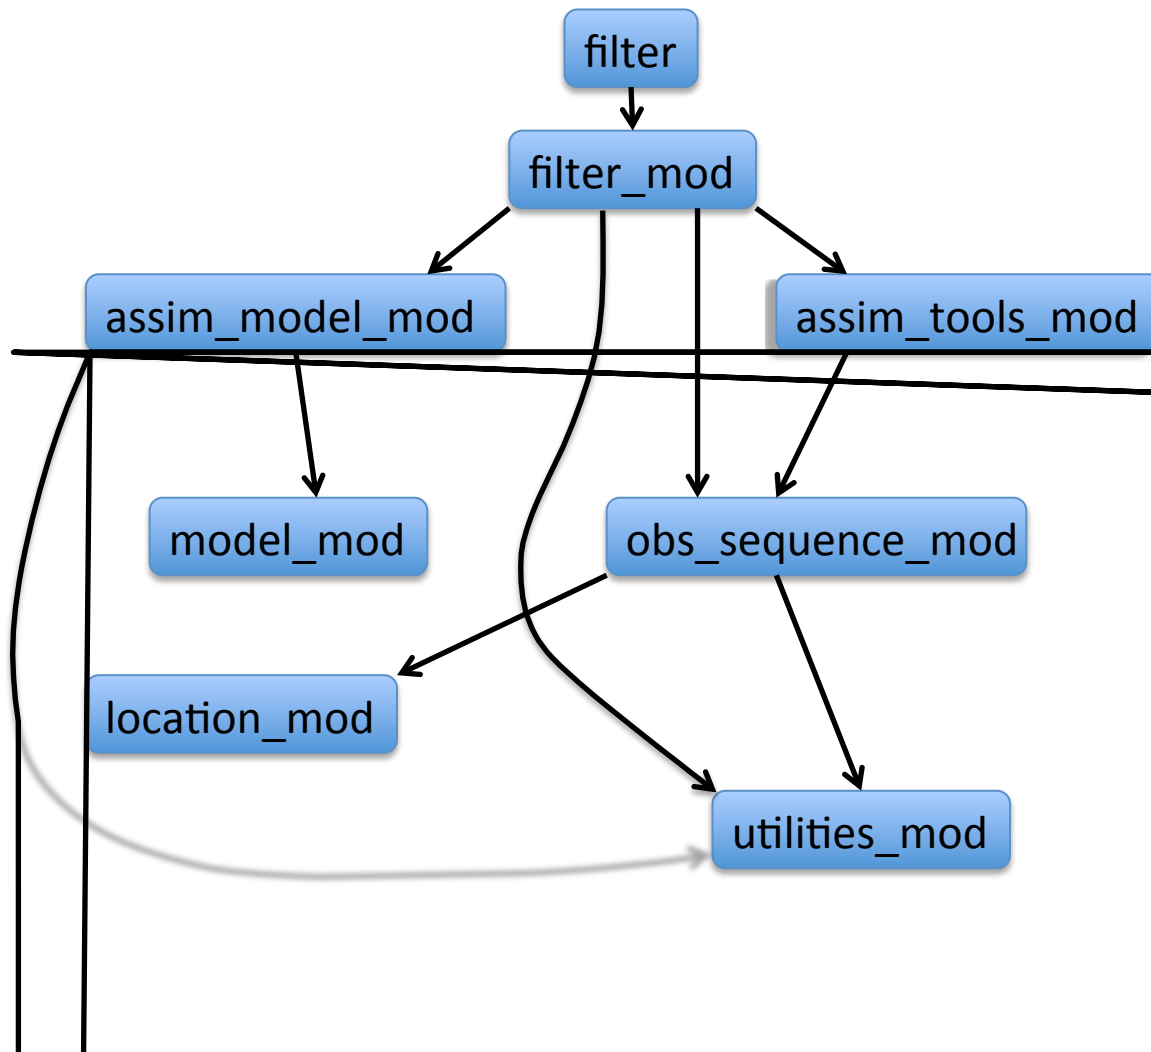 filter
filter_mod
assim_model_mod
assim_tools_mod
model_mod
obs_sequence_mod
location_mod
utilities_mod